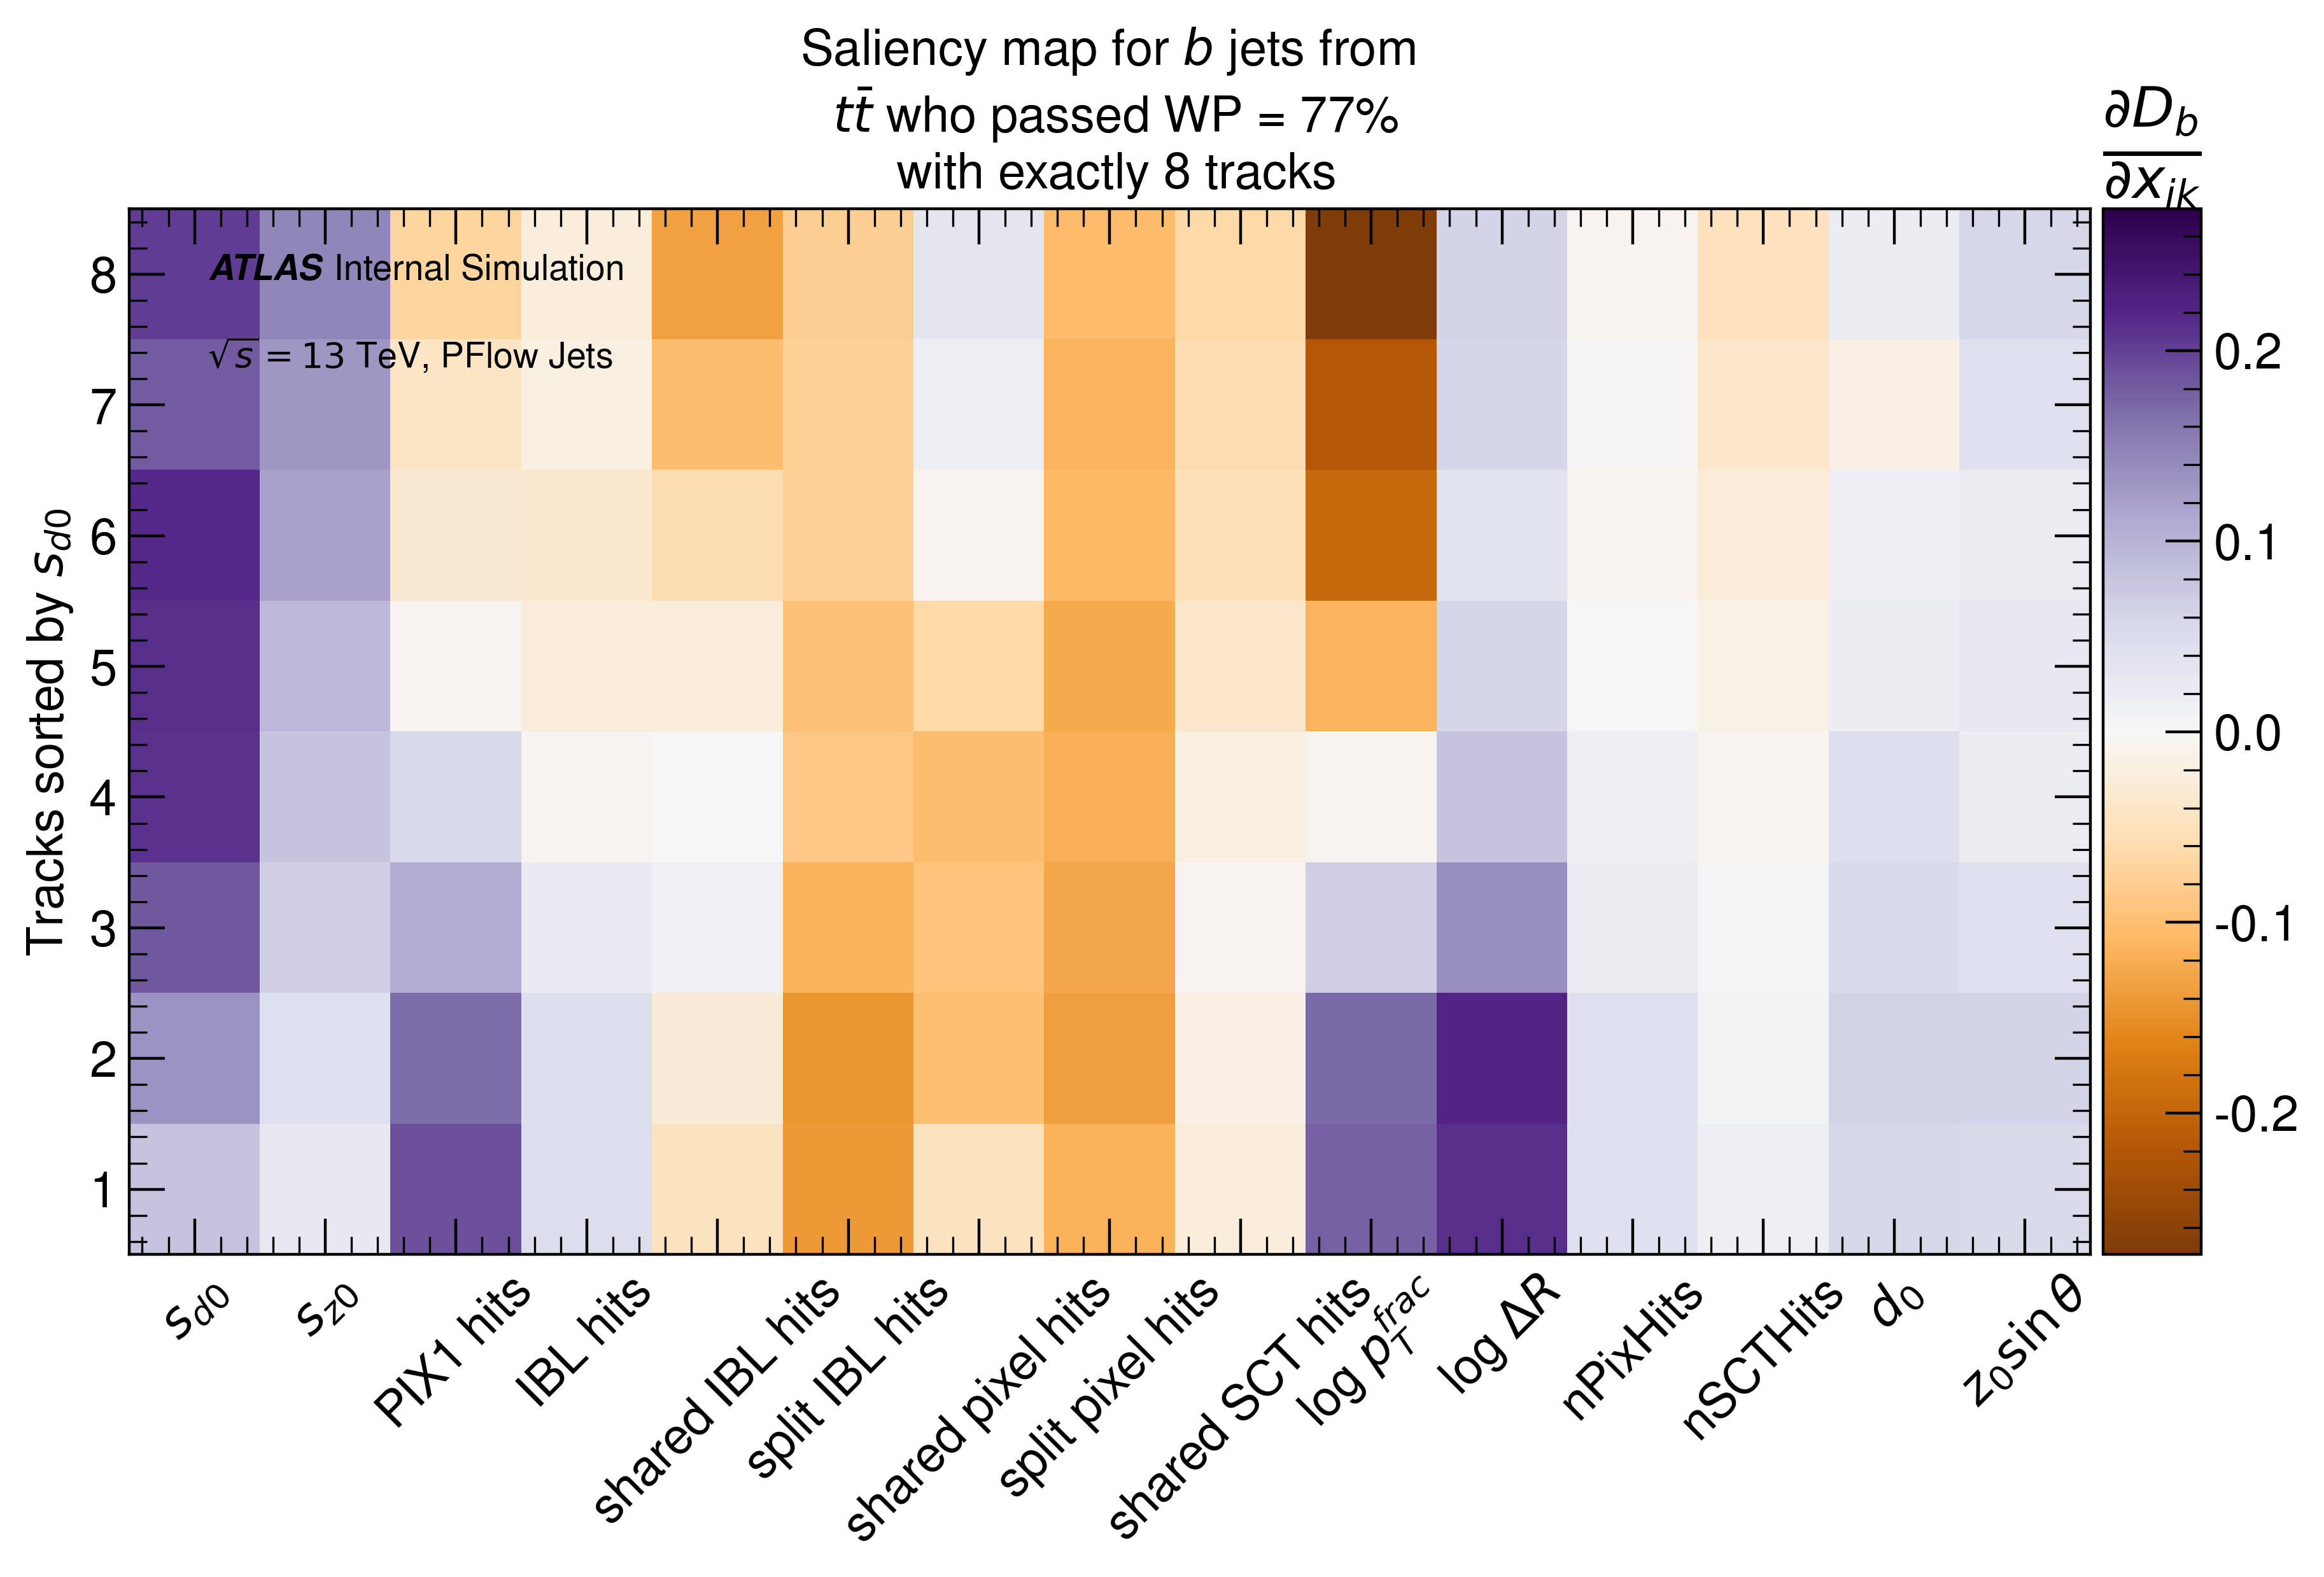 Saliency map for b jets from
tt̄ who passed WP = 77%
with exactly 8 tracks
∂D_b
∂x_ik
ATLAS Internal Simulation
√s = 13 TeV, PFlow Jets
Tracks sorted by s_d0
8
7
6
5
4
3
2
1
0.2
0.1
0.0
-0.1
-0.2
s_d0
s_z0
PIX1 hits
IBL hits
shared IBL hits
split IBL hits
shared pixel hits
split pixel hits
shared SCT hits
log p_T^frac
log ΔR
nPixHits
nSCTHits
d_0
z_0 sin θ